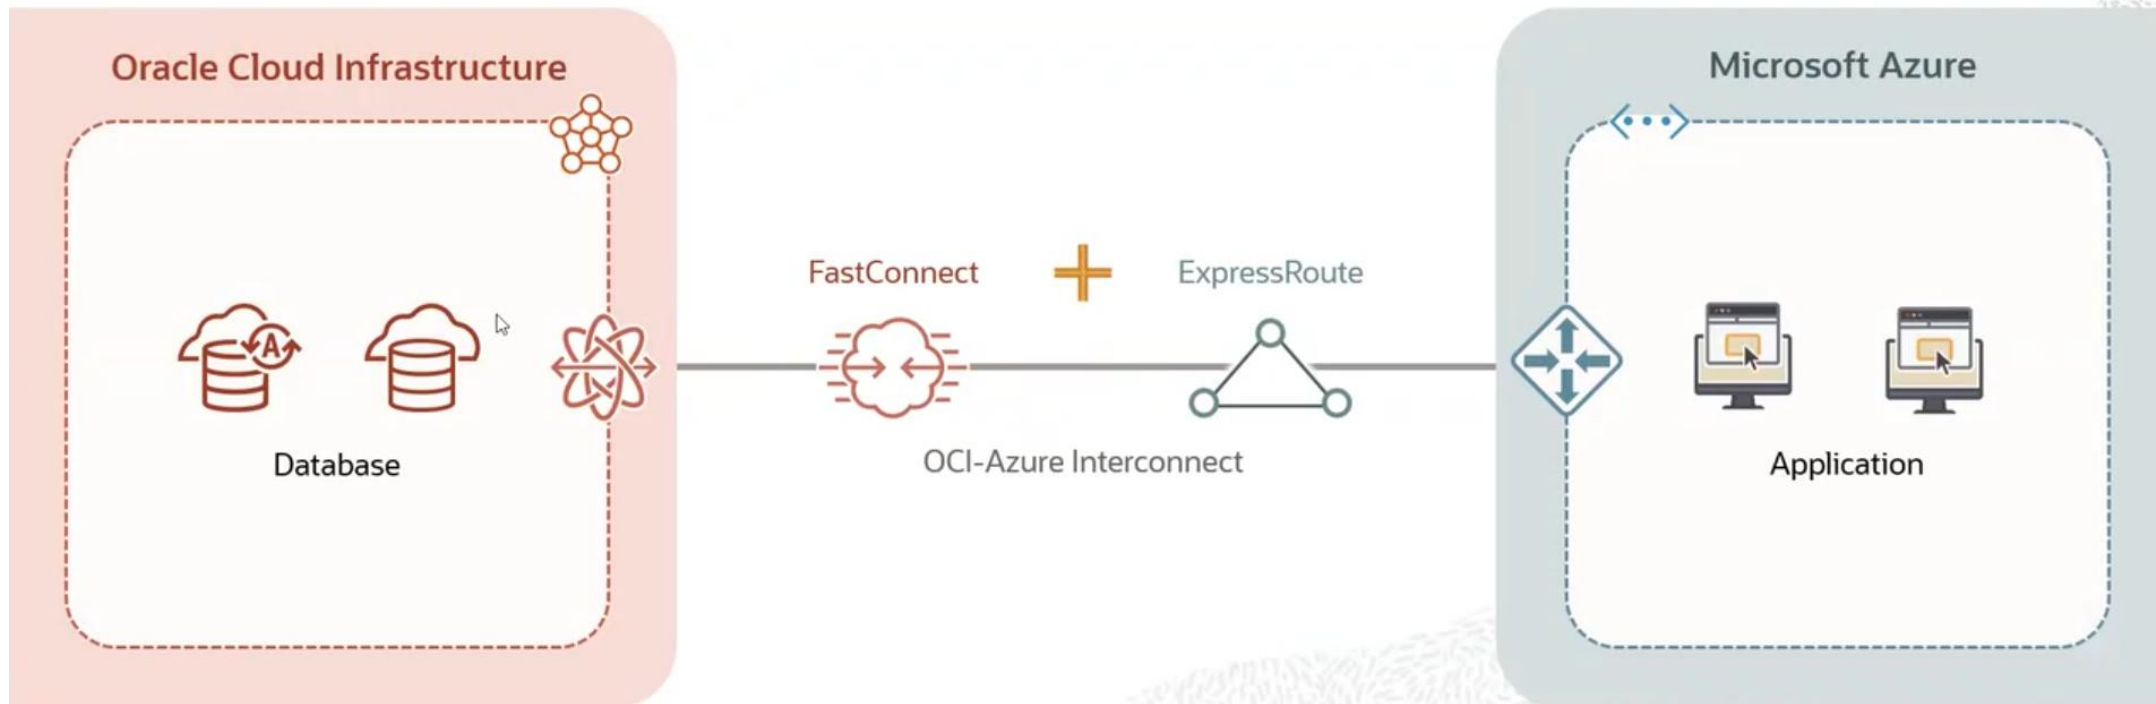 Oracle Cloud Infrastructure
Microsoft Azure
FastConnect
ExpressRoute
A
Database
OCI-Azure Interconnect
Application